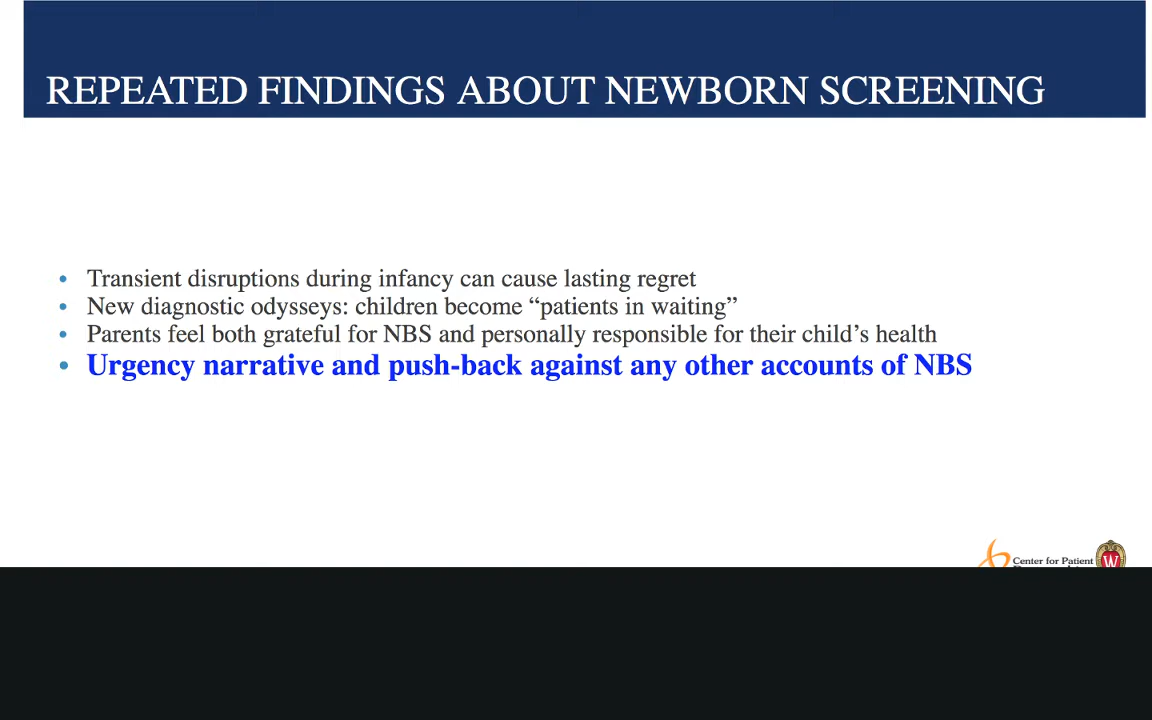 REPEATED FINDINGS ABOUT NEWBORN SCREENING
• Transient disruptions during infancy can cause lasting regret
• New diagnostic odysseys: children become “patients in waiting”
• Parents feel both grateful for NBS and personally responsible for their child’s health
• Urgency narrative and push-back against any other accounts of NBS
Center for Patient
W